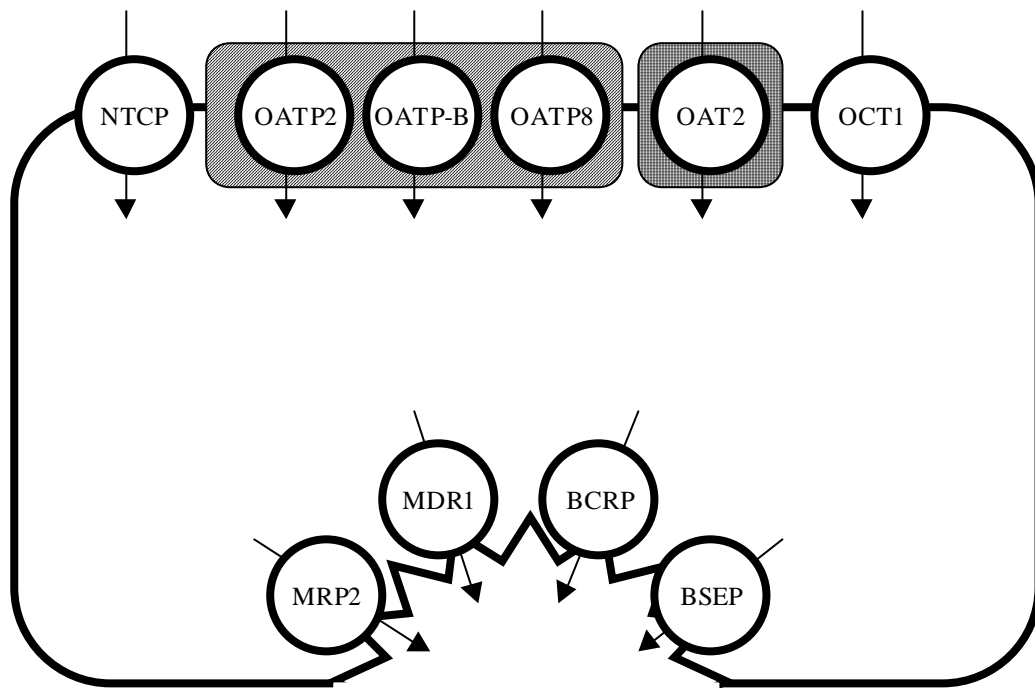 NTCP
OATP2
OATP-B
OATP8
OAT2
OCT1
MDR1
BCRP
MRP2
BSEP